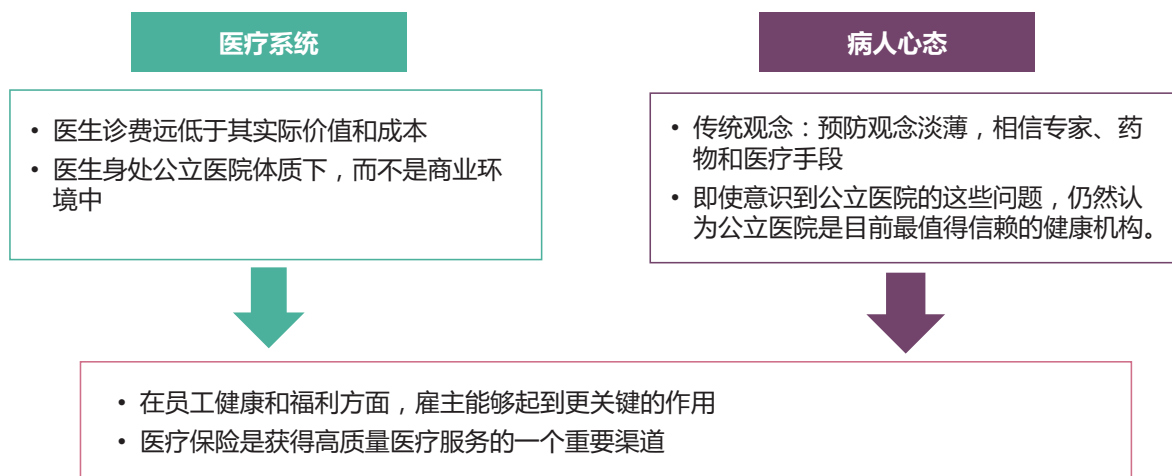 医疗系统
• 医生诊费远低于其实际价值和成本
• 医生身处公立医院体质下，而不是商业环
境中
病人心态
• 传统观念：预防观念淡薄，相信专家、药
物和医疗手段
• 即使意识到公立医院的这些问题，仍然认
为公立医院是目前最值得信赖的健康机构。
• 在员工健康和福利方面，雇主能够起到更关键的作用
• 医疗保险是获得高质量医疗服务的一个重要渠道